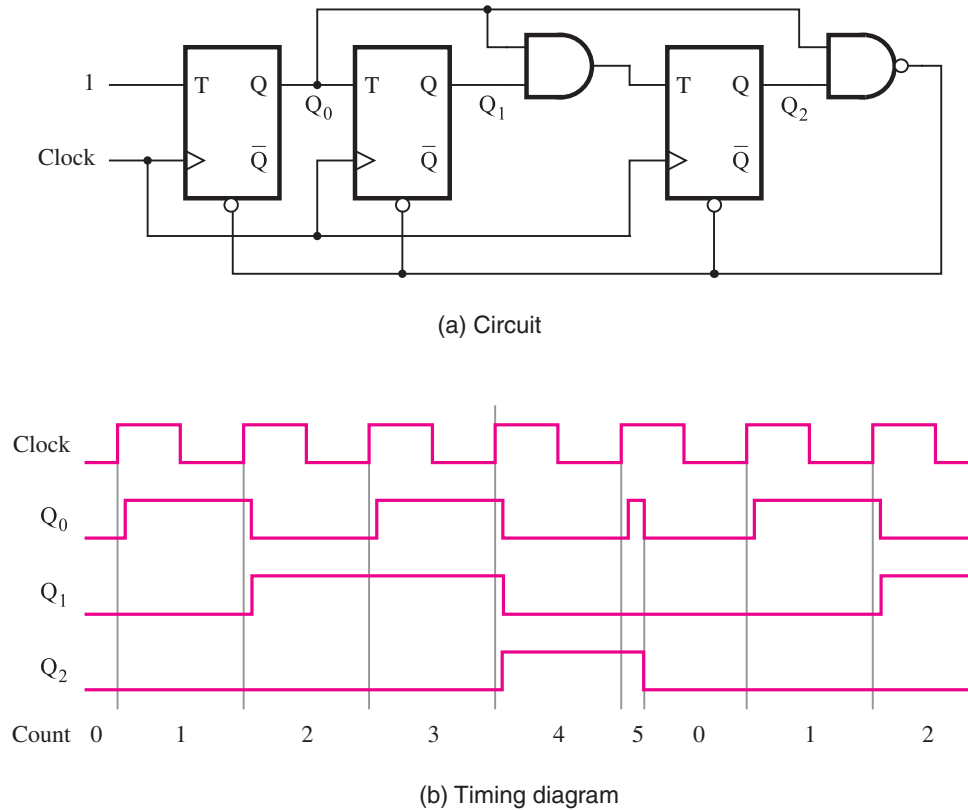 1 T Q T Q T Q
Q₀ Q₁ Q₂
Clock Q̅ Q̅ Q̅
(a) Circuit
Clock
Q₀
Q₁
Q₂
Count 0 1 2 3 4 5 0 1 2
(b) Timing diagram